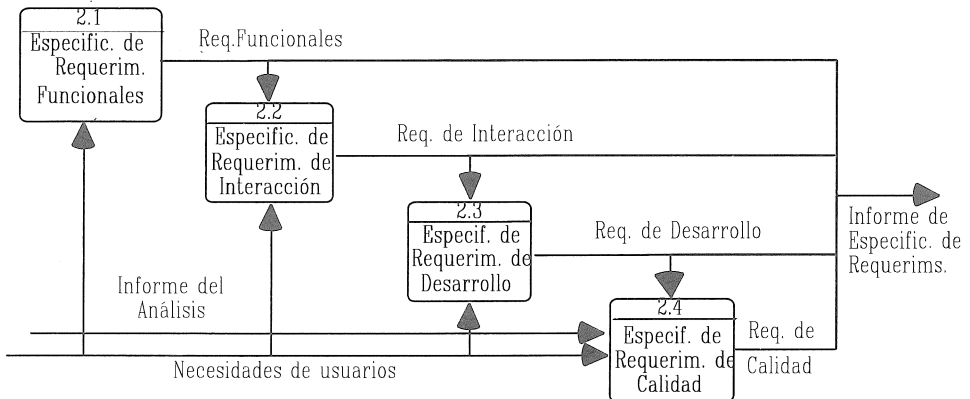 2.1
Especific. de
Requerim.
Funcionales
Req.Funcionales
2.2
Especific. de
Requerim. de
Interacción
Req. de Interacción
2.3
Especif. de
Requerim. de
Desarrollo
Req. de Desarrollo
Informe de
Especific. de
Requerims.
Informe del
Análisis
2.4
Especif. de
Requerim. de
Calidad
Req. de
Calidad
Necesidades de usuarios